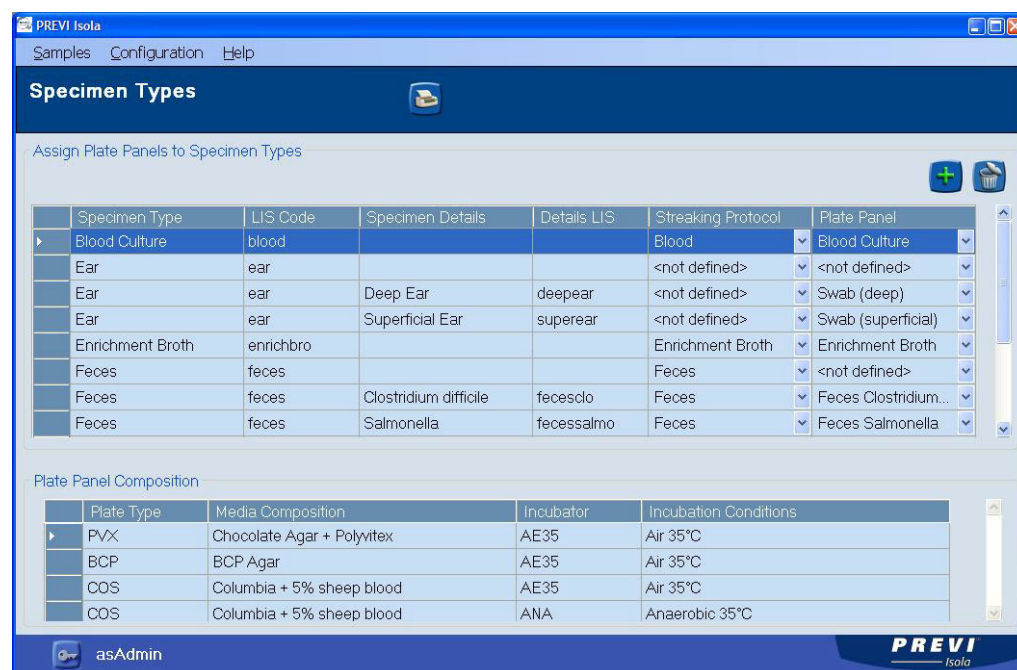 PREVI Isola
Samples Configuration Help
Specimen Types
Assign Plate Panels to Specimen Types
Specimen Type LIS Code Specimen Details Details LIS Streaking Protocol Plate Panel
Blood Culture blood Blood Blood Culture
Ear ear <not defined> <not defined>
Ear ear Deep Ear deepear <not defined> Swab (deep)
Ear ear Superficial Ear superear <not defined> Swab (superficial)
Enrichment Broth enrichbro Enrichment Broth Enrichment Broth
Feces feces Feces <not defined>
Feces feces Clostridium difficile fecesclo Feces Feces Clostridium...
Feces feces Salmonella fecessalmo Feces Feces Salmonella
Plate Panel Composition
Plate Type Media Composition Incubator Incubation Conditions
PVX Chocolate Agar + Polyvitex AE35 Air 35°C
BCP BCP Agar AE35 Air 35°C
COS Columbia + 5% sheep blood AE35 Air 35°C
COS Columbia + 5% sheep blood ANA Anaerobic 35°C
asAdmin
PREVI
Isola